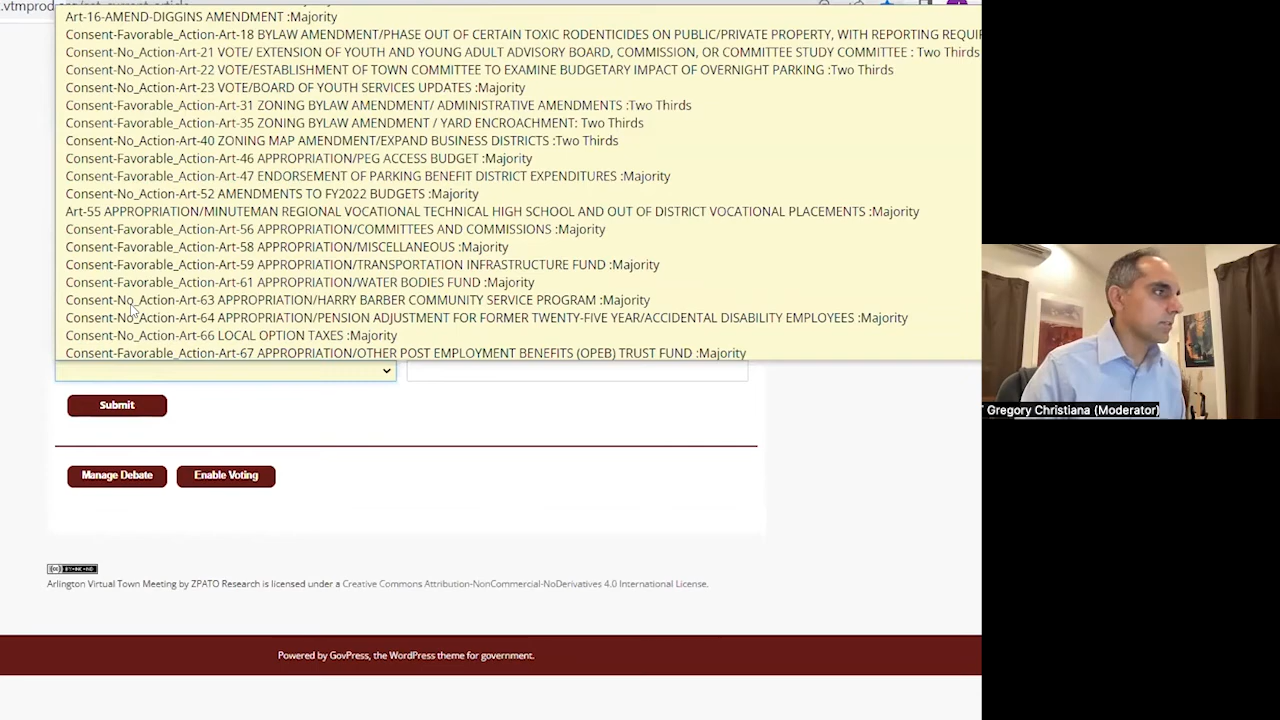 Art-16-AMEND-DIGGINS AMENDMENT :Majority
Consent-Favorable_Action-Art-18 BYLAW AMENDMENT/PHASE OUT OF CERTAIN TOXIC RODENTICIDES ON PUBLIC/PRIVATE PROPERTY, WITH REPORTING REQUIR
Consent-No_Action-Art-21 VOTE/ EXTENSION OF YOUTH AND YOUNG ADULT ADVISORY BOARD, COMMISSION, OR COMMITTEE STUDY COMMITTEE : Two Thirds
Consent-No_Action-Art-22 VOTE/ESTABLISHMENT OF TOWN COMMITTEE TO EXAMINE BUDGETARY IMPACT OF OVERNIGHT PARKING :Two Thirds
Consent-No_Action-Art-23 VOTE/BOARD OF YOUTH SERVICES UPDATES :Majority
Consent-Favorable_Action-Art-31 ZONING BYLAW AMENDMENT/ ADMINISTRATIVE AMENDMENTS :Two Thirds
Consent-Favorable_Action-Art-35 ZONING BYLAW AMENDMENT / YARD ENCROACHMENT: Two Thirds
Consent-No_Action-Art-40 ZONING MAP AMENDMENT/EXPAND BUSINESS DISTRICTS :Two Thirds
Consent-Favorable_Action-Art-46 APPROPRIATION/PEG ACCESS BUDGET :Majority
Consent-Favorable_Action-Art-47 ENDORSEMENT OF PARKING BENEFIT DISTRICT EXPENDITURES :Majority
Consent-No_Action-Art-52 AMENDMENTS TO FY2022 BUDGETS :Majority
Art-55 APPROPRIATION/MINUTEMAN REGIONAL VOCATIONAL TECHNICAL HIGH SCHOOL AND OUT OF DISTRICT VOCATIONAL PLACEMENTS :Majority
Consent-Favorable_Action-Art-56 APPROPRIATION/COMMITTEES AND COMMISSIONS :Majority
Consent-Favorable_Action-Art-58 APPROPRIATION/MISCELLANEOUS :Majority
Consent-Favorable_Action-Art-59 APPROPRIATION/TRANSPORTATION INFRASTRUCTURE FUND :Majority
Consent-Favorable_Action-Art-61 APPROPRIATION/WATER BODIES FUND :Majority
Consent-No_Action-Art-63 APPROPRIATION/HARRY BARBER COMMUNITY SERVICE PROGRAM :Majority
Consent-No_Action-Art-64 APPROPRIATION/PENSION ADJUSTMENT FOR FORMER TWENTY-FIVE YEAR/ACCIDENTAL DISABILITY EMPLOYEES :Majority
Consent-No_Action-Art-66 LOCAL OPTION TAXES :Majority
Consent-Favorable_Action-Art-67 APPROPRIATION/OTHER POST EMPLOYMENT BENEFITS (OPEB) TRUST FUND :Majority
Gregory Christiana (Moderator)
Submit
Manage Debate Enable Voting
Arlington Virtual Town Meeting by ZPATO Research is licensed under a Creative Commons Attribution-NonCommercial-NoDerivatives 4.0 International License.
Powered by GovPress, the WordPress theme for government.